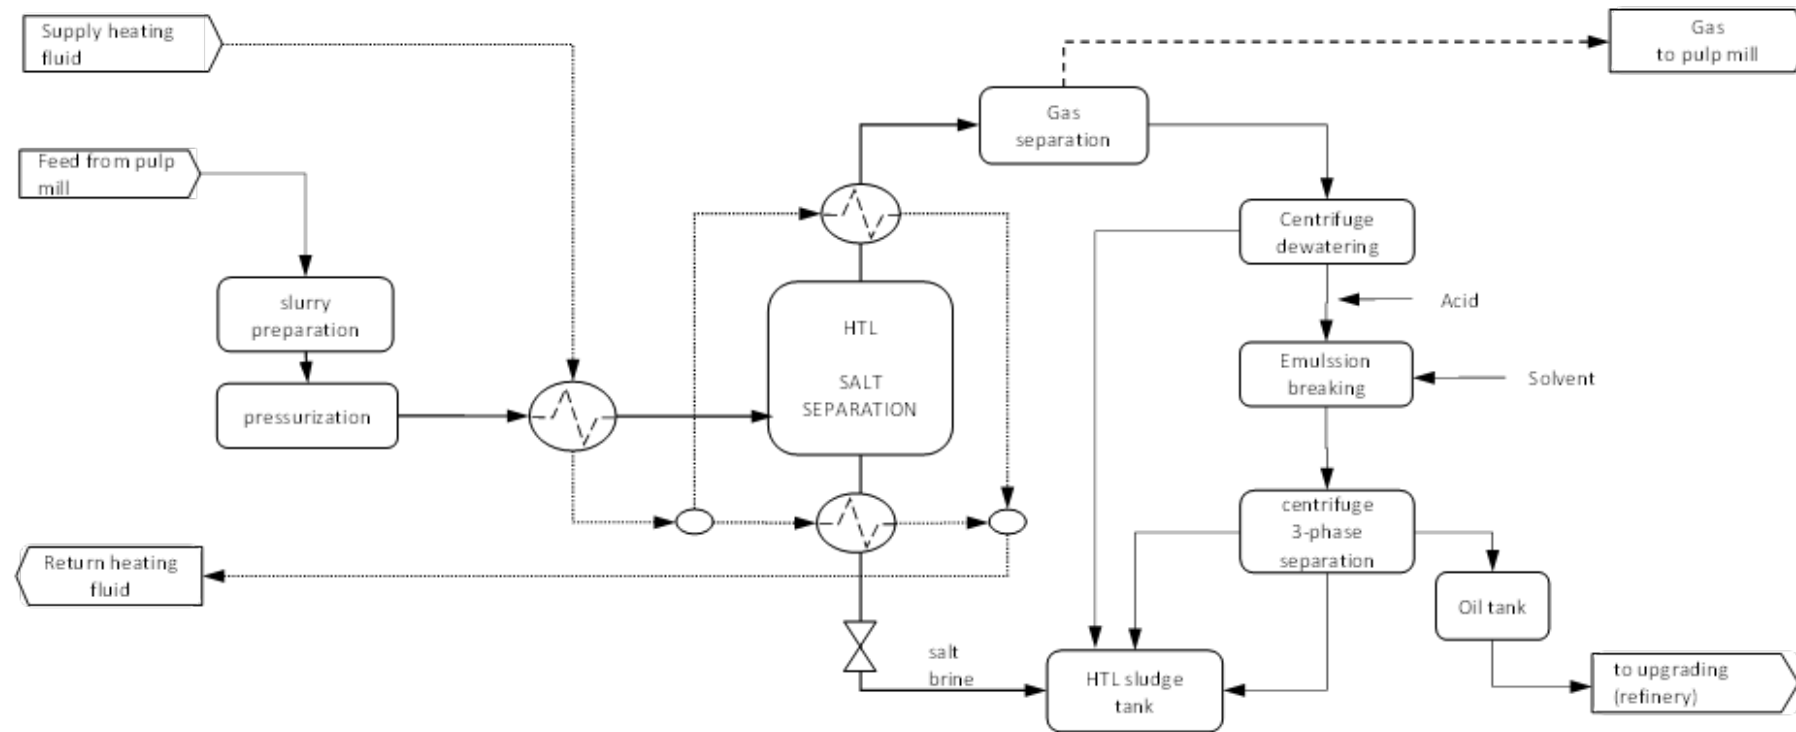 Supply heating
fluid
Gas
to pulp mill
Gas
separation
Feed from pulp
mill
Centrifuge
dewatering
slurry
preparation
Acid
HTL
SALT
SEPARATION
Emulssion
breaking
Solvent
pressurization
centrifuge
3-phase
separation
Return heating
fluid
Oil tank
salt
brine
HTL sludge
tank
to upgrading
(refinery)